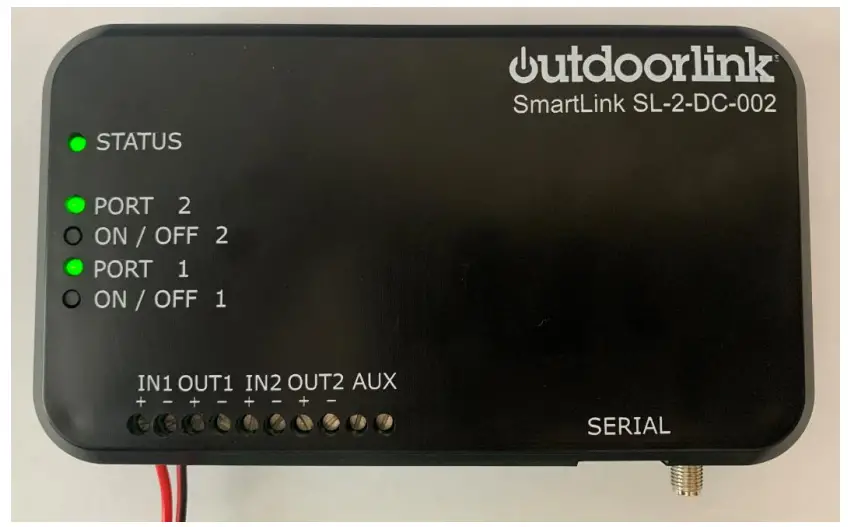 outdoorlink
SmartLink SL-2-DC-002
STATUS
PORT 2
ON / OFF 2
PORT 1
ON / OFF 1
IN1 OUT1 IN2 OUT2 AUX
+ - + - + - + -
SERIAL